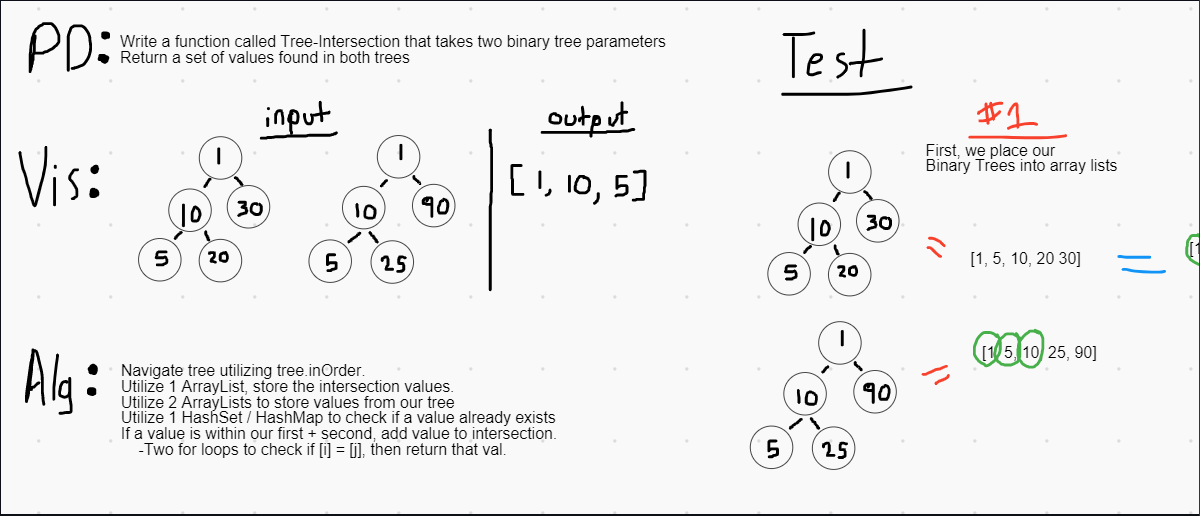 PD:
Write a function called Tree-Intersection that takes two binary tree parameters
Return a set of values found in both trees
Vis:
input
1
10
30
5
20
1
10
90
5
25
output
[1, 10, 5]
Alg:
Navigate tree utilizing tree.inOrder.
Utilize 1 ArrayList, store the intersection values.
Utilize 2 ArrayLists to store values from our tree
Utilize 1 HashSet / HashMap to check if a value already exists
If a value is within our first + second, add value to intersection.
-Two for loops to check if [i] = [j], then return that val.
Test
#1
First, we place our
Binary Trees into array lists
1
10
30
5
20
=
[1, 5, 10, 20 30]
=
[1
1
10
90
5
25
=
[1, 5, 10, 25, 90]